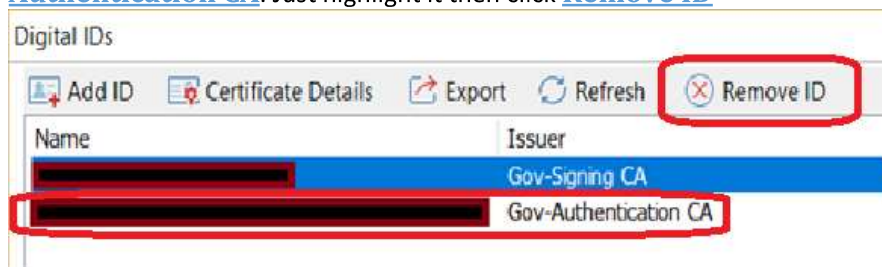 Authentication CA. Just highlight it then click Remove ID
Digital IDs
Add ID Certificate Details Export Refresh Remove ID
Name Issuer
Gov-Signing CA
Gov-Authentication CA